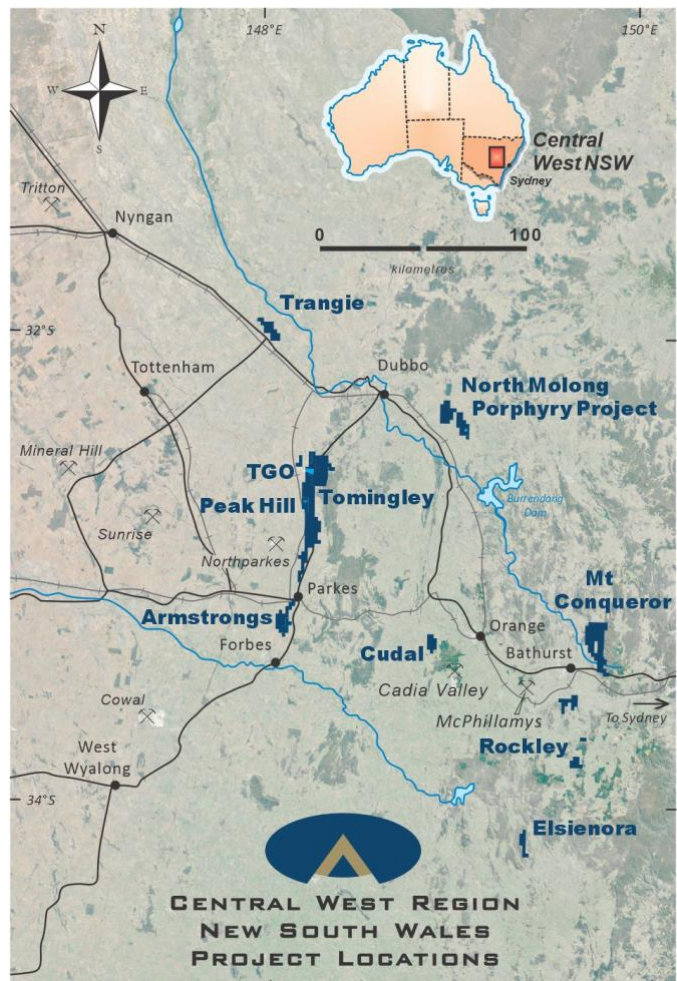 148°E
150°E
N
W
E
S
Central
West NSW
Sydney
Tritton
Nyngan
0
100
kilometres
Trangie
32°S
Tottenham
Dubbo
North Molong
Porphyry Project
Mineral Hill
TGO
Tomingley
Peak Hill
Burrendong
Dam
Sunrise
Northparkes
Mt
Conqueror
Parkes
Armstrongs
Orange
Forbes
Cudal
Bathurst
Cadia Valley
Cowal
McPhillamys
To Sydney
West
Wyalong
Rockley
34°S
Elsienora
Central West Region
New South Wales
Project Locations